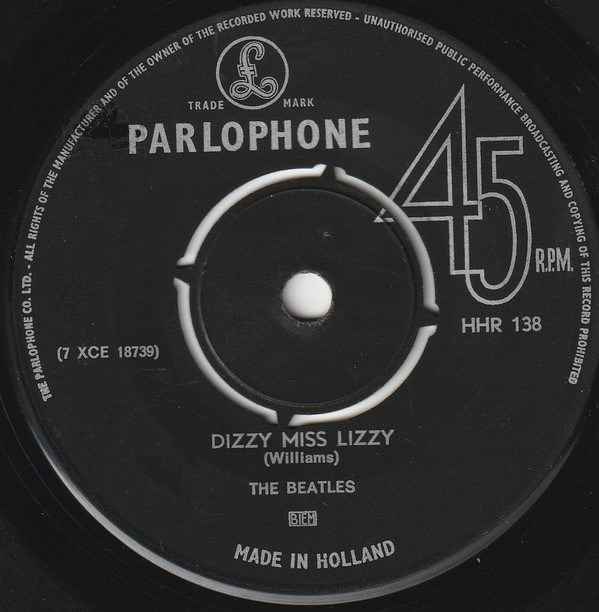 THE PARLOPHONE CO. LTD. - ALL RIGHTS OF THE MANUFACTURER AND OF THE OWNER OF THE RECORDED WORK RESERVED - UNAUTHORISED PUBLIC PERFORMANCE BROADCASTING AND COPYING OF THIS RECORD PROHIBITED
£
TRADE MARK
PARLOPHONE
45 R.P.M.
HHR 138
(7 XCE 18739)
DIZZY MISS LIZZY
(Williams)
THE BEATLES
BIEM
MADE IN HOLLAND